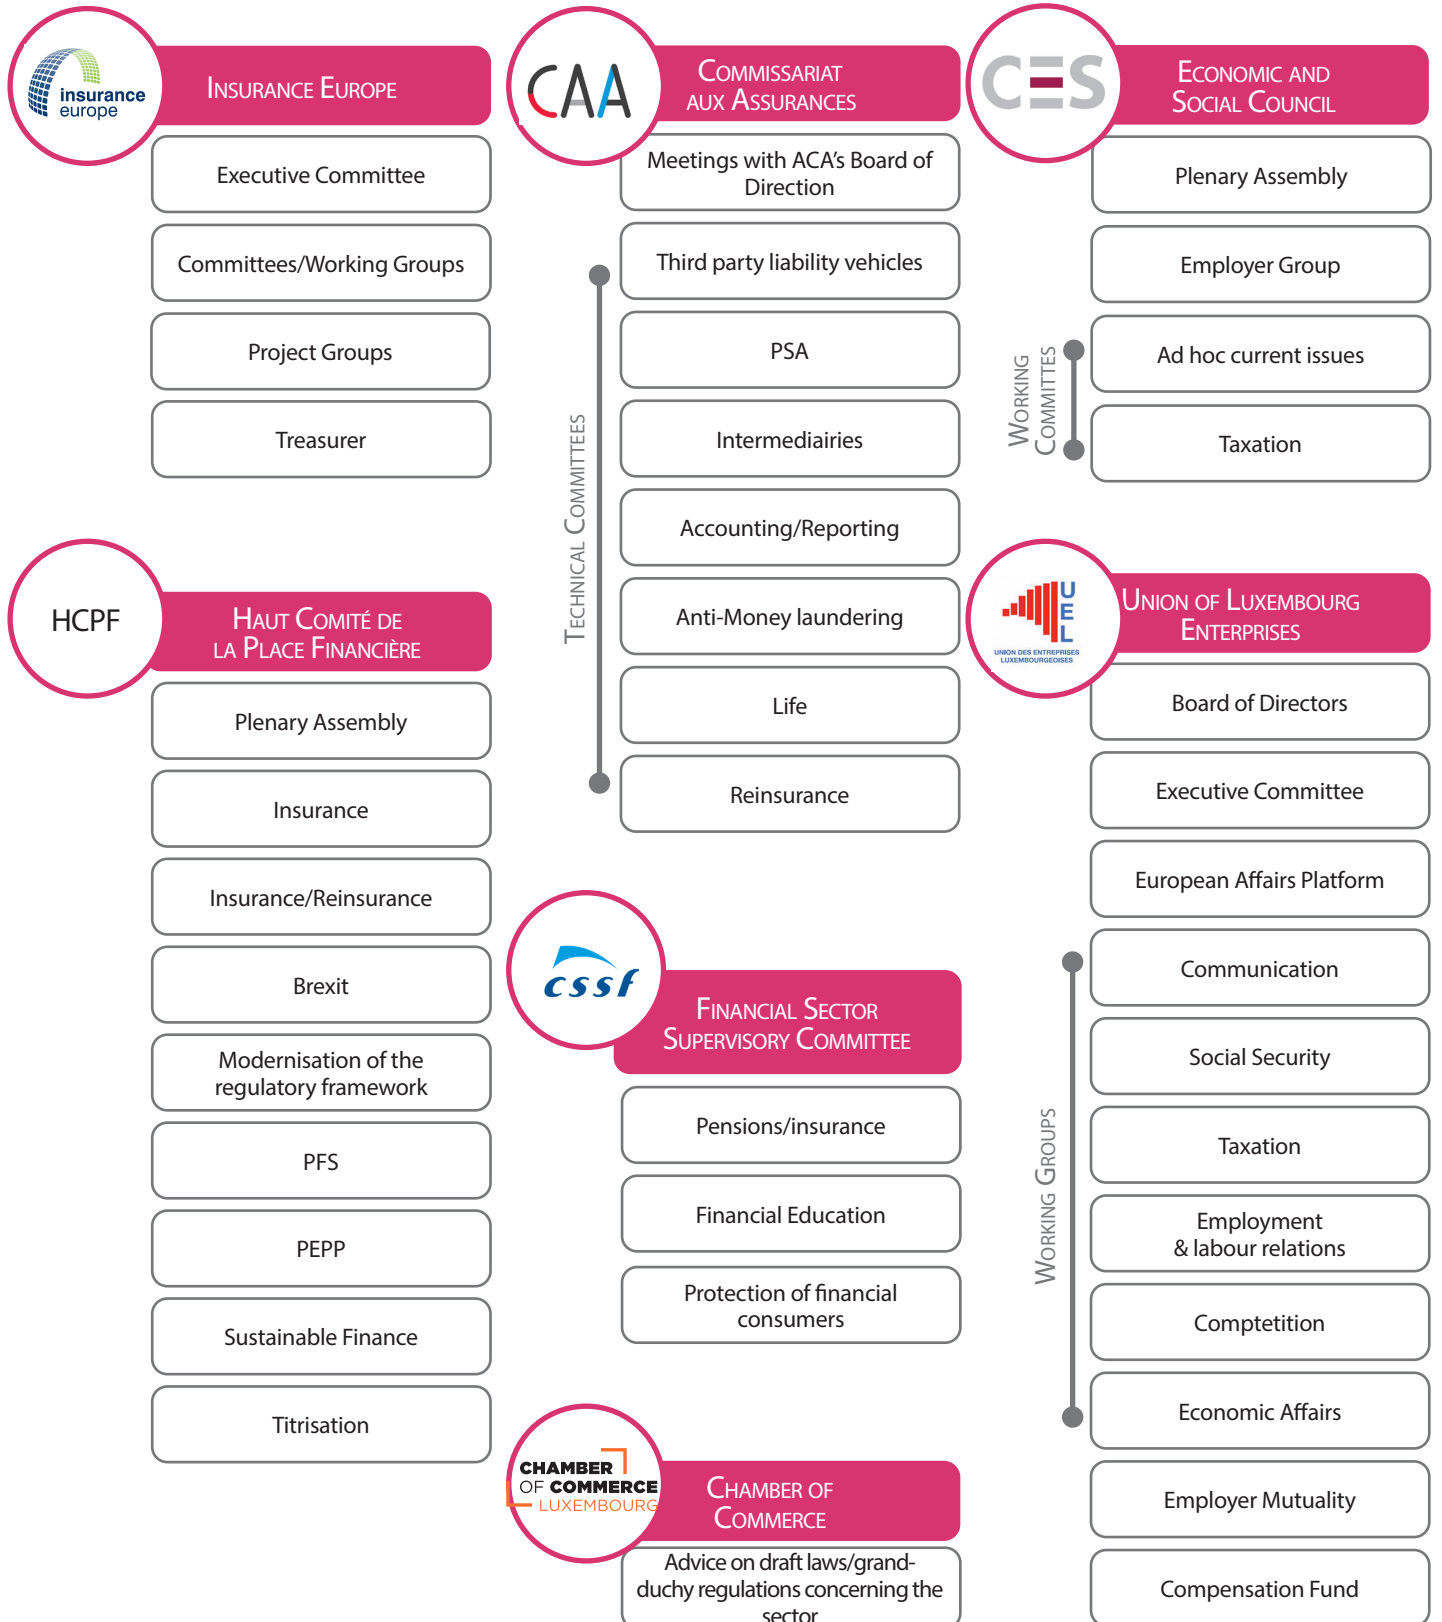 insurance
europe
INSURANCE EUROPE
Executive Committee
Committees/Working Groups
Project Groups
Treasurer
HCPF
HAUT COMITÉ DE
LA PLACE FINANCIÈRE
Plenary Assembly
Insurance
Insurance/Reinsurance
Brexit
Modernisation of the
regulatory framework
PFS
PEPP
Sustainable Finance
Titrisation
CAA
COMMISSARIAT
AUX ASSURANCES
Meetings with ACA's Board of
Direction
TECHNICAL COMMITTEES
Third party liability vehicles
PSA
Intermediairies
Accounting/Reporting
Anti-Money laundering
Life
Reinsurance
cssf
FINANCIAL SECTOR
SUPERVISORY COMMITTEE
Pensions/insurance
Financial Education
Protection of financial
consumers
CHAMBER
OF COMMERCE
LUXEMBOURG
CHAMBER OF
COMMERCE
Advice on draft laws/grand-
duchy regulations concerning the
sector
CES
ECONOMIC AND
SOCIAL COUNCIL
Plenary Assembly
Employer Group
WORKING
COMMITTES
Ad hoc current issues
Taxation
UEL
UNION DES ENTREPRISES
LUXEMBOURGEOISES
UNION OF LUXEMBOURG
ENTERPRISES
Board of Directors
Executive Committee
European Affairs Platform
WORKING GROUPS
Communication
Social Security
Taxation
Employment
& labour relations
Comptetition
Economic Affairs
Employer Mutuality
Compensation Fund